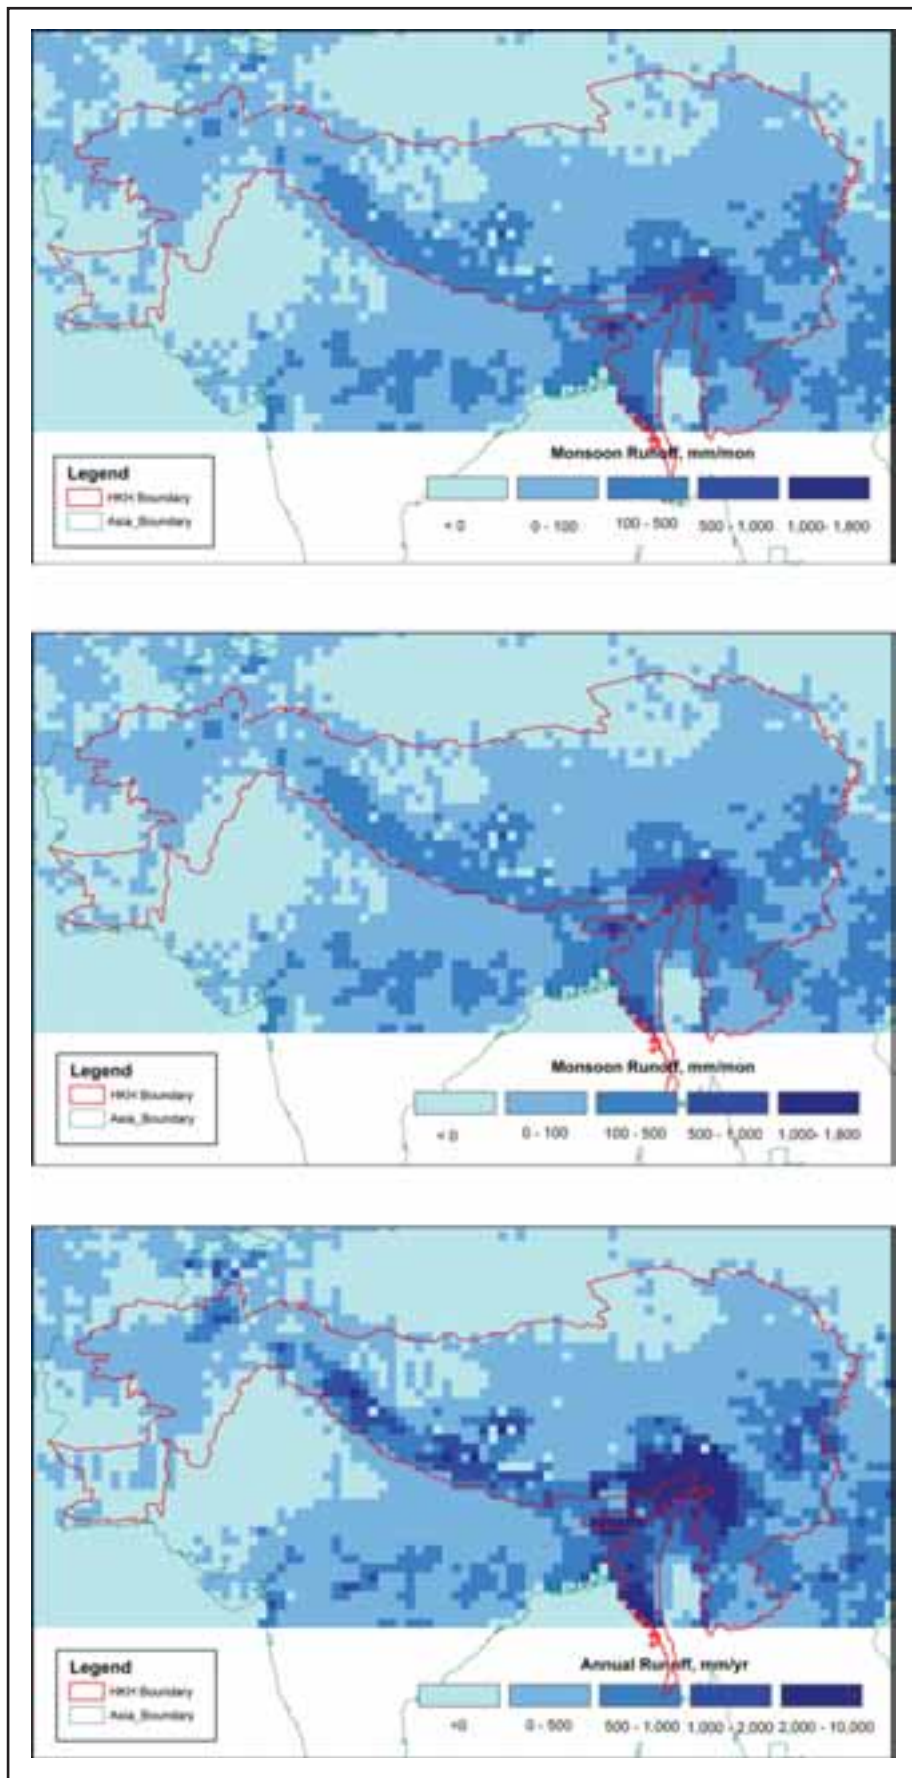 Monsoon Runoff, mm/mon
Legend
HKH Boundary
Asia_Boundary
< 0
0 - 100
100 - 500
500 - 1,000
1,000- 1,800
Monsoon Runoff, mm/mon
Legend
HKH Boundary
Asia_Boundary
< 0
0 - 100
100 - 500
500 - 1,000
1,000- 1,800
Annual Runoff, mm/yr
Legend
HKH Boundary
Asia_Boundary
<0
0 - 500
500 - 1,000
1,000 - 2,000
2,000 - 10,000